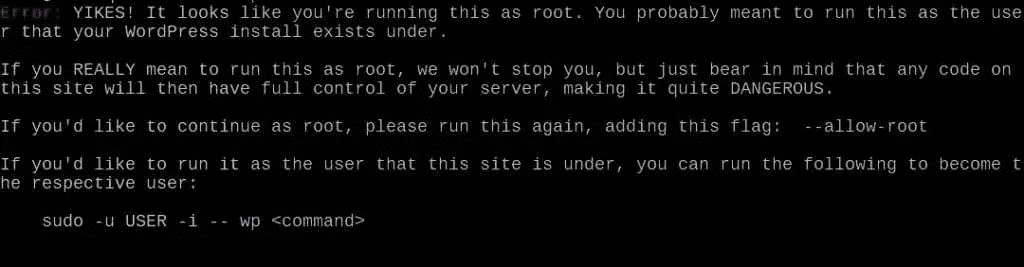 Error: YIKES! It looks like you're running this as root. You probably meant to run this as the use
r that your WordPress install exists under.
If you REALLY mean to run this as root, we won't stop you, but just bear in mind that any code on
this site will then have full control of your server, making it quite DANGEROUS.
If you'd like to continue as root, please run this again, adding this flag:  --allow-root
If you'd like to run it as the user that this site is under, you can run the following to become t
he respective user:
sudo -u USER -i -- wp <command>